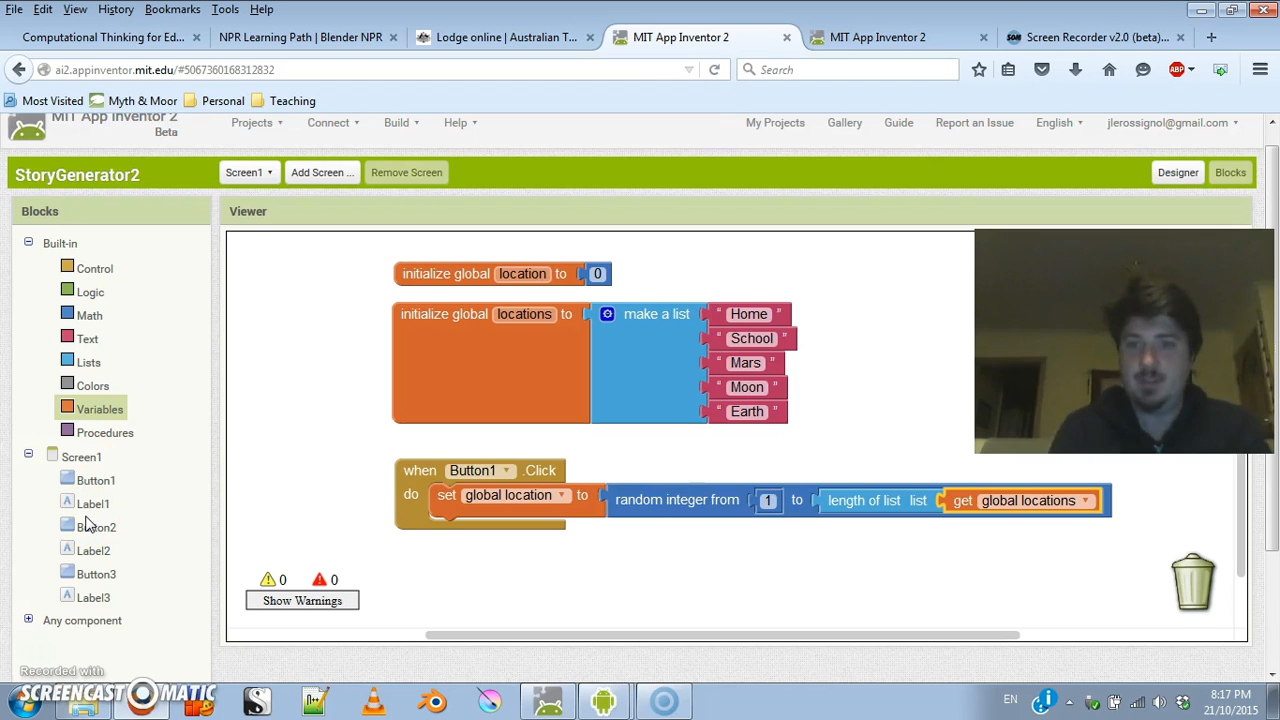 File Edit View History Bookmarks Tools Help
Computational Thinking for Ed... × NPR Learning Path | Blender NPR × Lodge online | Australian T... × MIT App Inventor 2 × MIT App Inventor 2 × Screen Recorder v2.0 (beta)... × +
ai2.appinventor.mit.edu/#5067360168312832 Search ABP
Most Visited Myth & Moor Personal Teaching
MIT App Inventor 2
Beta
Projects Connect Build Help My Projects Gallery Guide Report an Issue English jlerossignol@gmail.com
StoryGenerator2 Screen1 Add Screen ... Remove Screen Designer Blocks
Blocks Viewer
Built-in
Control
Logic
Math
Text
Lists
Colors
Variables
Procedures
Screen1
Button1
Label1
Button2
Label2
Button3
Label3
Any component
initialize global location to 0
initialize global locations to make a list " Home "
" School "
" Mars "
" Moon "
" Earth "
when Button1 .Click
do set global location to random integer from 1 to length of list list get global locations
0 0
Show Warnings
Recorded with
SCREENCAST MATIC
EN 8:17 PM
21/10/2015